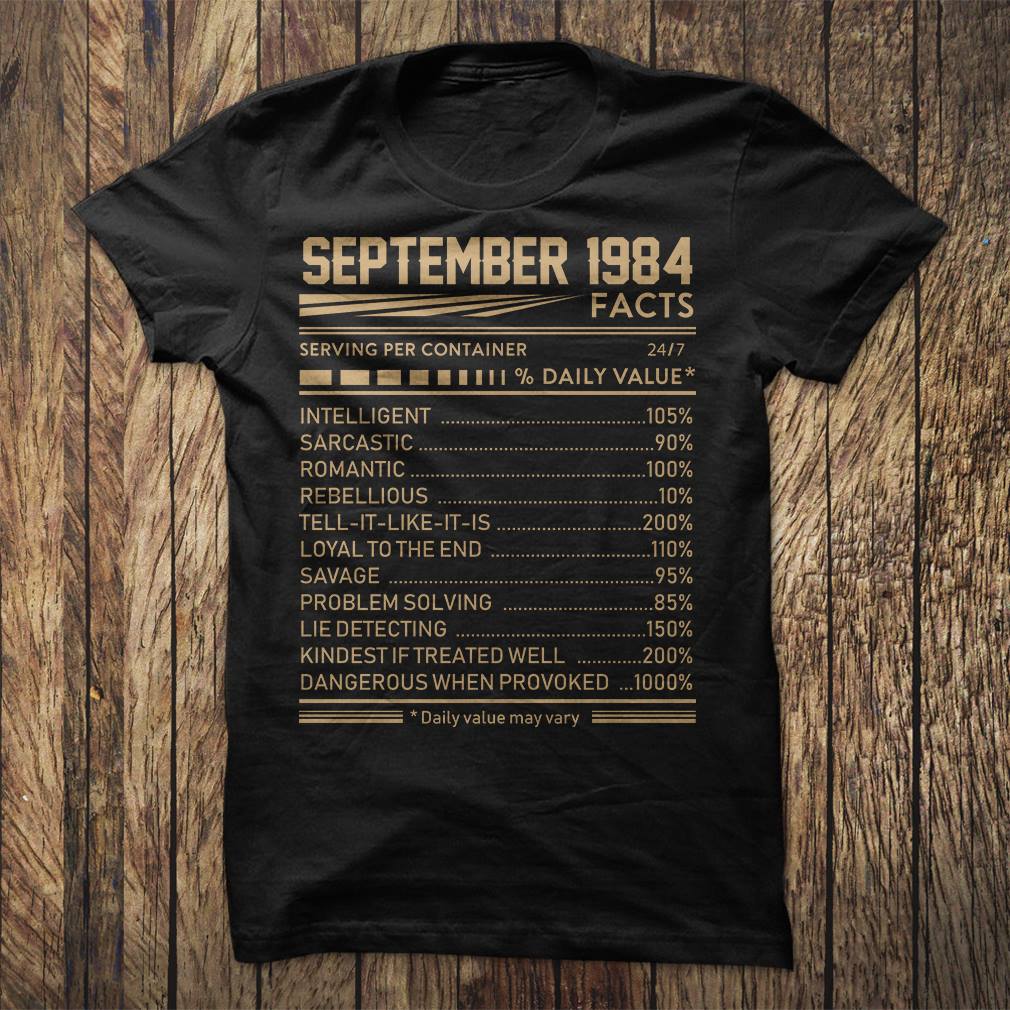 SEPTEMBER 1984
FACTS
SERVING PER CONTAINER 24/7
% DAILY VALUE*
INTELLIGENT ....................................105%
SARCASTIC ..........................................90%
ROMANTIC ..........................................100%
REBELLIOUS .......................................10%
TELL-IT-LIKE-IT-IS ..........................200%
LOYAL TO THE END ............................110%
SAVAGE ...............................................95%
PROBLEM SOLVING ...........................85%
LIE DETECTING ..................................150%
KINDEST IF TREATED WELL .............200%
DANGEROUS WHEN PROVOKED ...1000%
* Daily value may vary